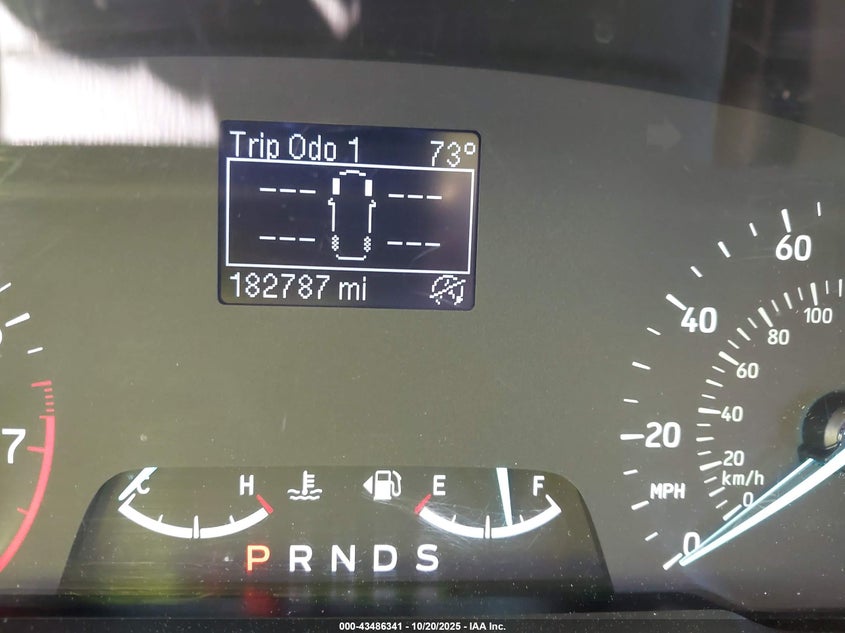 Trip Odo 1 73°
--- ---
--- ---
182787 mi
60
40
100
80
60
20
40
20
km/h
MPH
0
0
7
C H E F
P R N D S
000-43486341 - 10/20/2025 - IAA Inc.